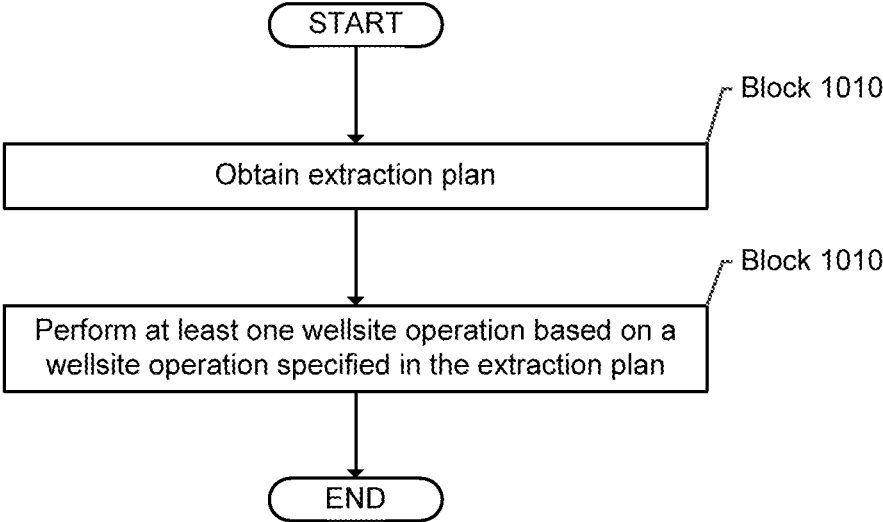 START
Block 1010
Obtain extraction plan
Block 1010
Perform at least one wellsite operation based on a
wellsite operation specified in the extraction plan
END